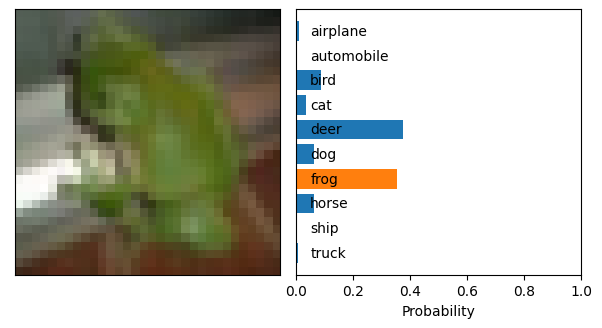 airplane
automobile
bird
cat
deer
dog
frog
horse
ship
truck
0.0 0.2 0.4 0.6 0.8 1.0
Probability